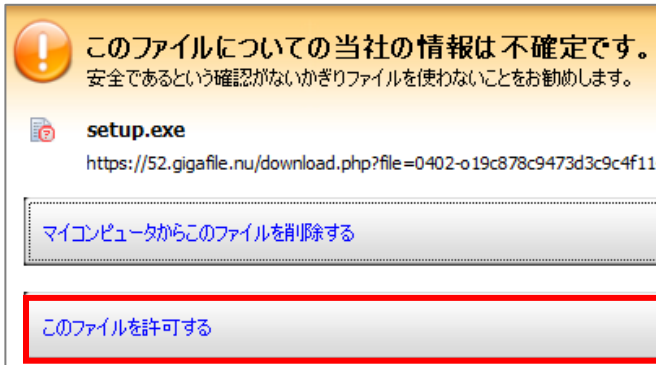 このファイルについての当社の情報は不確定です。
安全であるという確認がないかぎりファイルを使わないことをお勧めします。
setup.exe
https://52.gigafile.nu/download.php?file=0402-o19c878c9473d3c9c4f11
マイコンピュータからこのファイルを削除する
このファイルを許可する